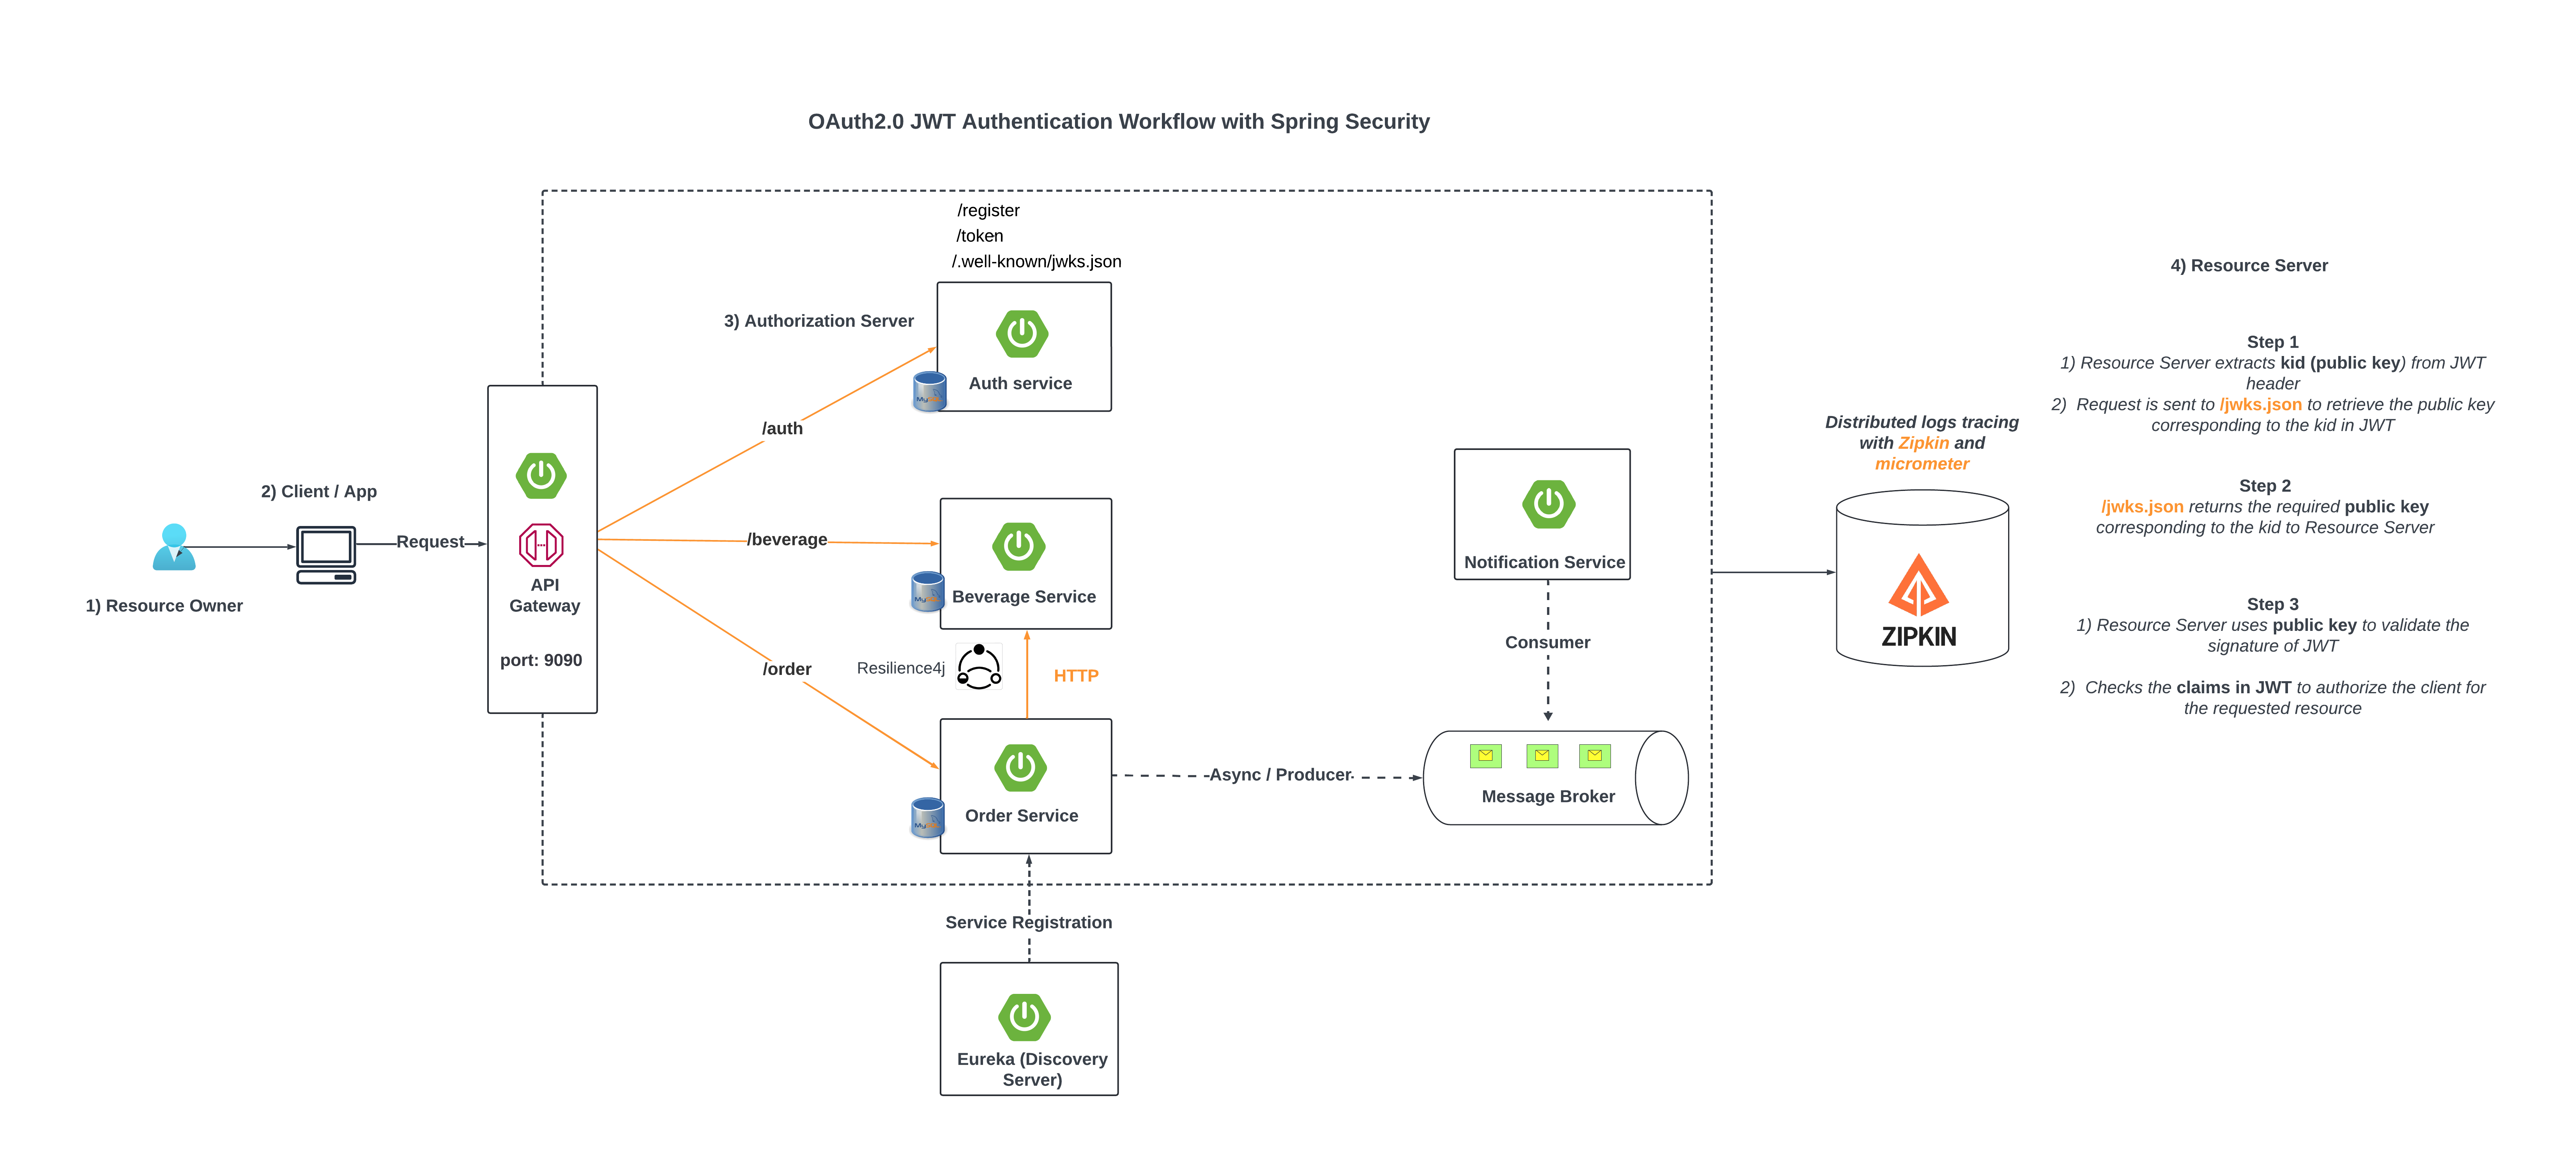 OAuth2.0 JWT Authentication Workflow with Spring Security
/register
/token
/.well-known/jwks.json
3) Authorization Server
Auth service
My
/auth
2) Client / App
Request
1) Resource Owner
API
Gateway
port: 9090
/beverage
Beverage Service
My
/order
Resilience4j
HTTP
Order Service
My
Notification Service
Consumer
Async / Producer
Message Broker
Service Registration
Eureka (Discovery
Server)
Distributed logs tracing
with Zipkin and
micrometer
ZIPKIN
4) Resource Server
Step 1
1) Resource Server extracts kid (public key) from JWT
header
2) Request is sent to /jwks.json to retrieve the public key
corresponding to the kid in JWT
Step 2
/jwks.json returns the required public key
corresponding to the kid to Resource Server
Step 3
1) Resource Server uses public key to validate the
signature of JWT
2) Checks the claims in JWT to authorize the client for
the requested resource